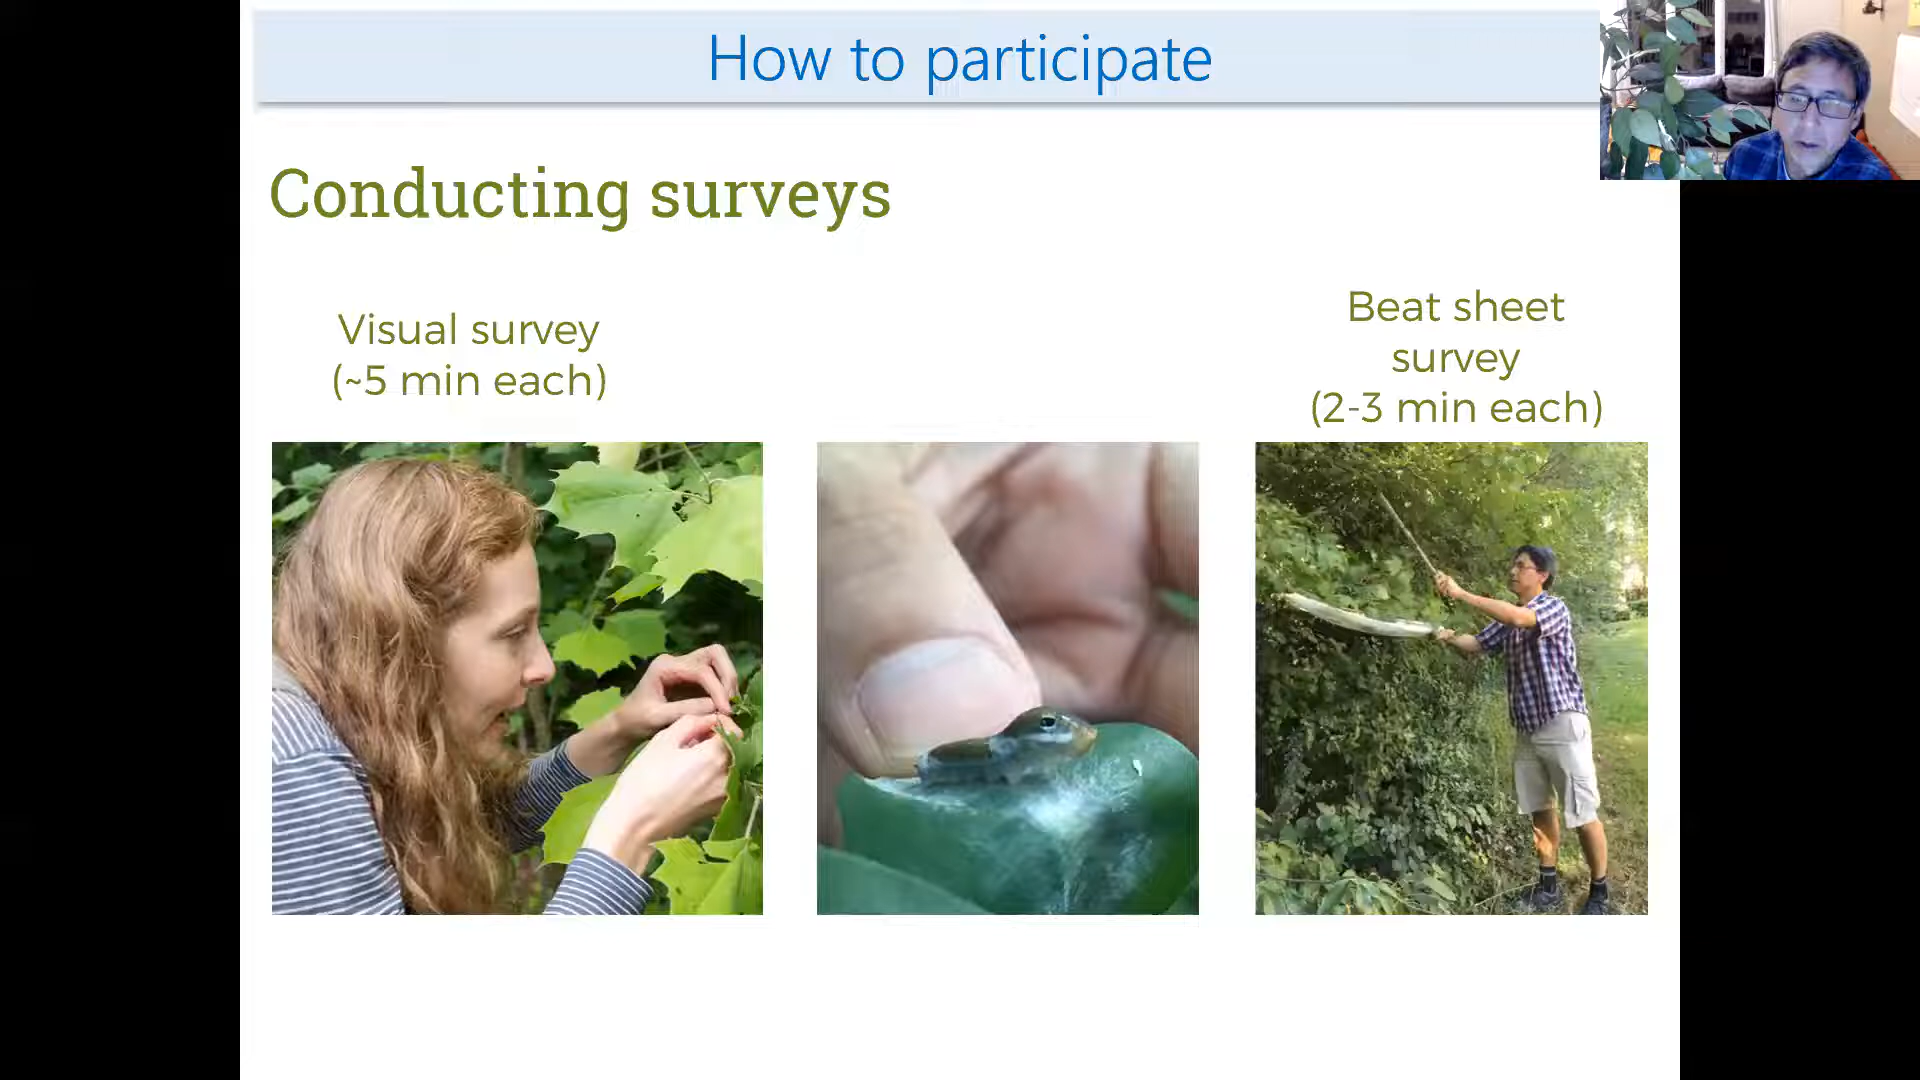 How to participate
Conducting surveys
Visual survey
(~5 min each)
Beat sheet
survey
(2-3 min each)